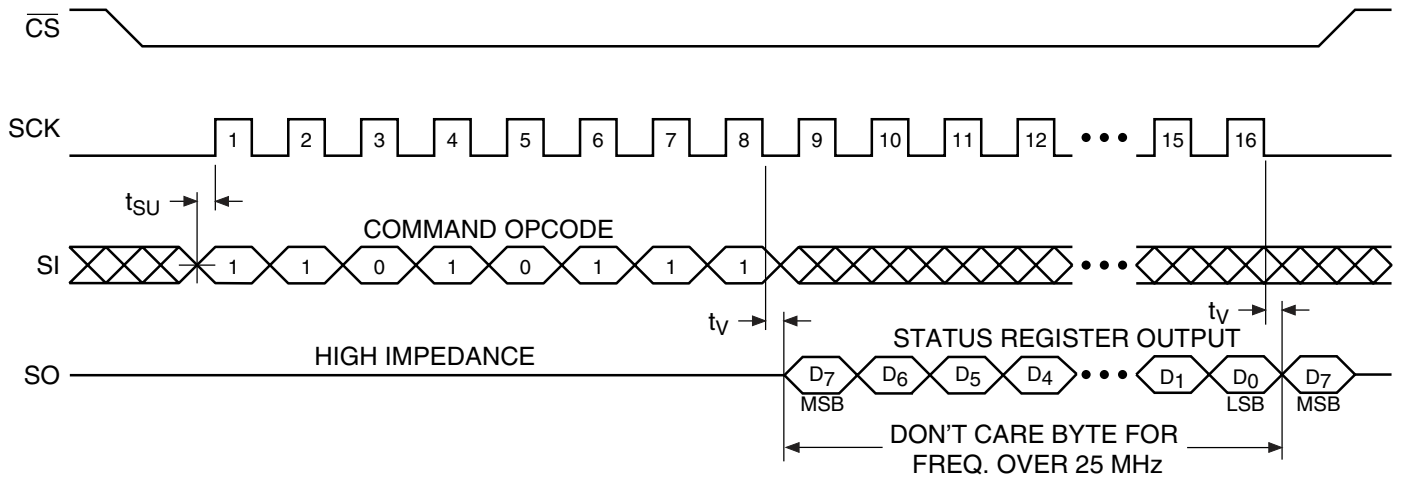 CS
SCK 1 2 3 4 5 6 7 8 9 10 11 12 ••• 15 16
tSU
COMMAND OPCODE
SI 1 1 0 1 0 1 1 1 •••
tV tV
STATUS REGISTER OUTPUT
HIGH IMPEDANCE
SO D7 D6 D5 D4 ••• D1 D0 D7
MSB LSB MSB
DON'T CARE BYTE FOR
FREQ. OVER 25 MHz